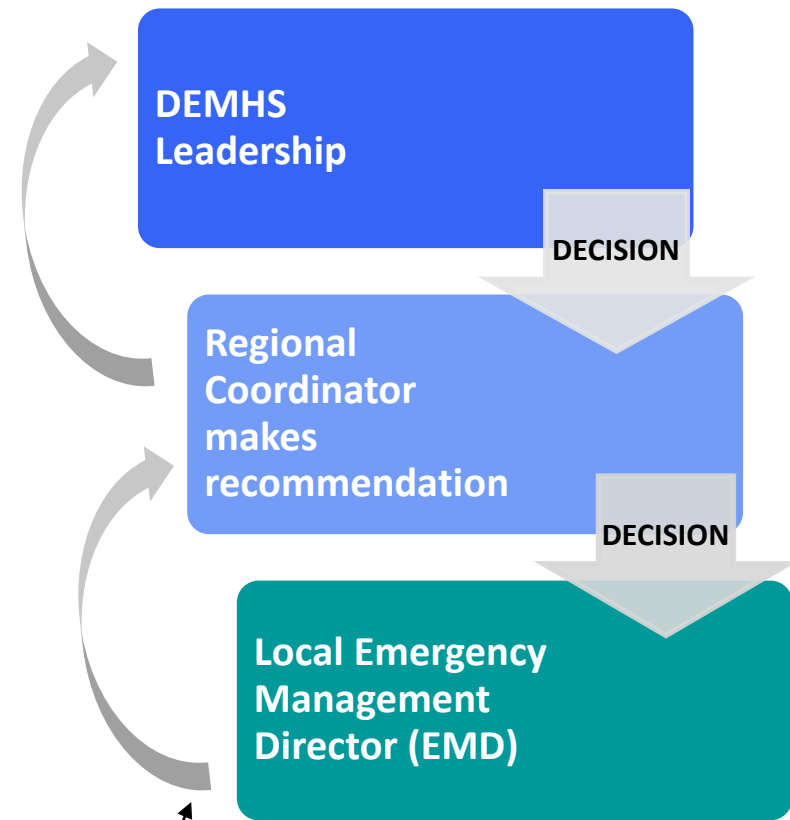 DEMHS
Leadership
DECISION
Regional
Coordinator
makes
recommendation
DECISION
Local Emergency
Management
Director (EMD)